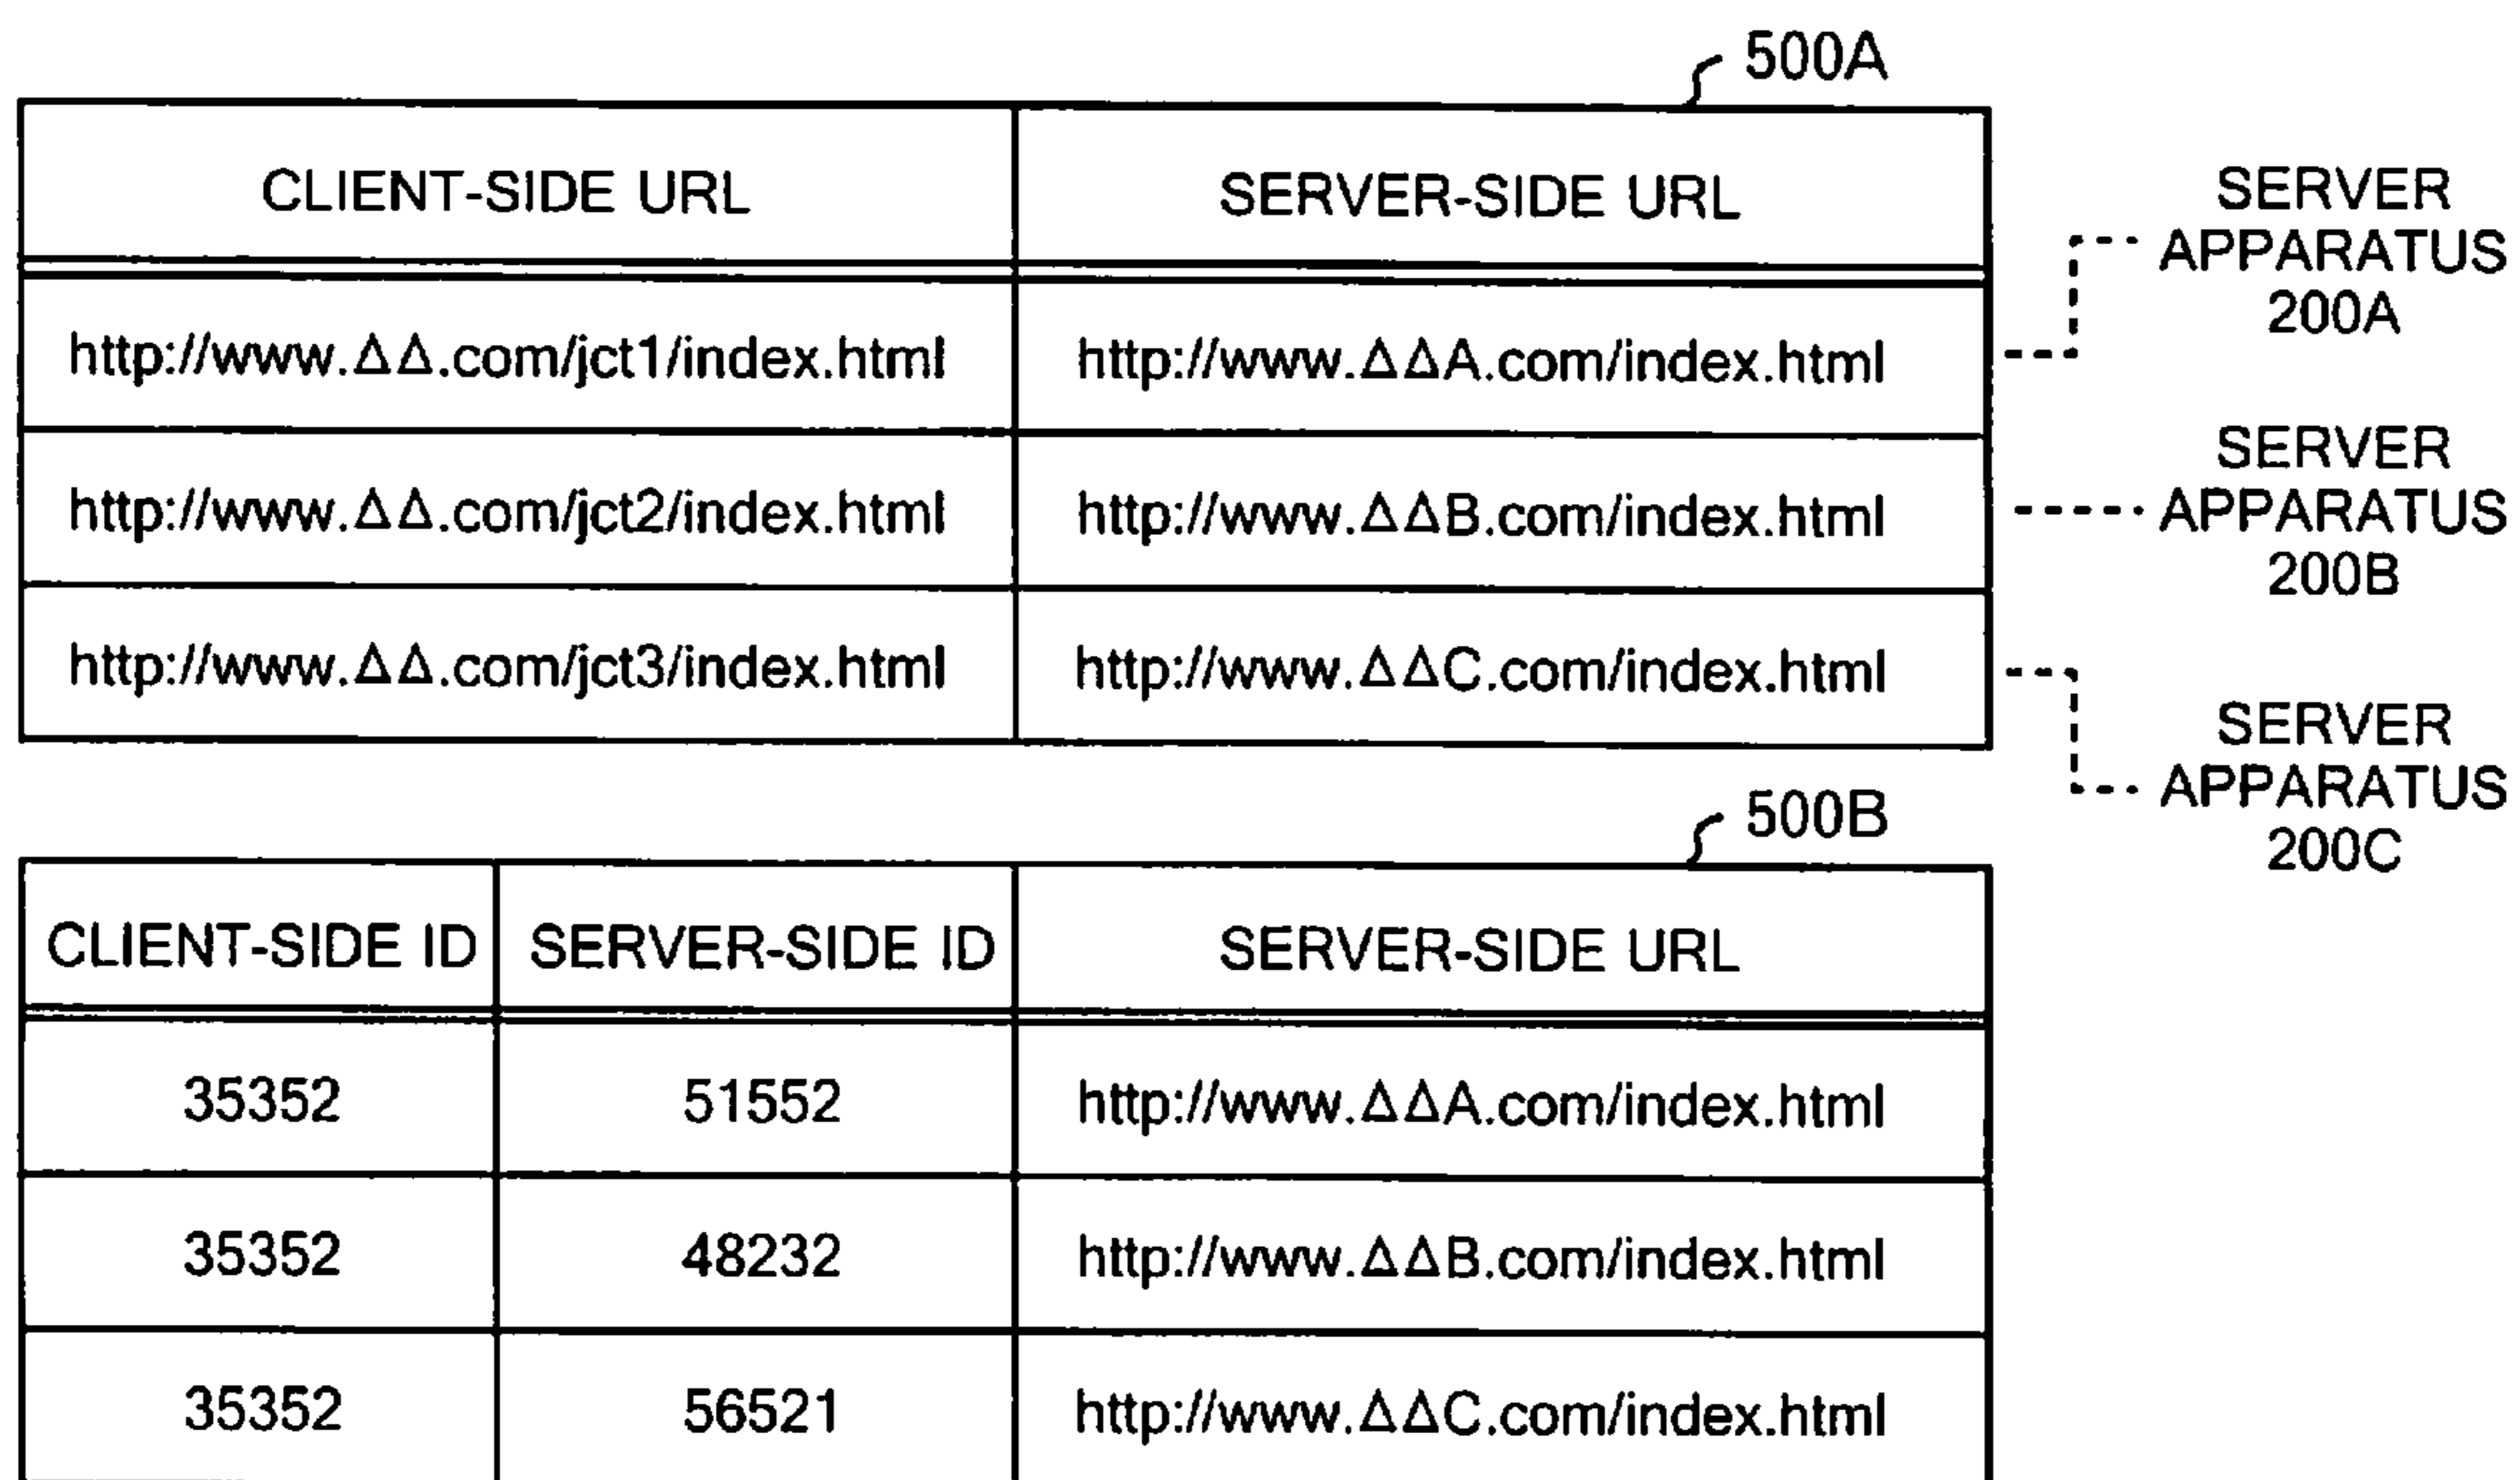 500A
CLIENT-SIDE URL SERVER-SIDE URL
http://www.ΔΔ.com/jct1/index.html http://www.ΔΔA.com/index.html
http://www.ΔΔ.com/jct2/index.html http://www.ΔΔB.com/index.html
http://www.ΔΔ.com/jct3/index.html http://www.ΔΔC.com/index.html
SERVER
APPARATUS
200A
SERVER
APPARATUS
200B
SERVER
APPARATUS
200C
500B
CLIENT-SIDE ID SERVER-SIDE ID SERVER-SIDE URL
35352 51552 http://www.ΔΔA.com/index.html
35352 48232 http://www.ΔΔB.com/index.html
35352 56521 http://www.ΔΔC.com/index.html